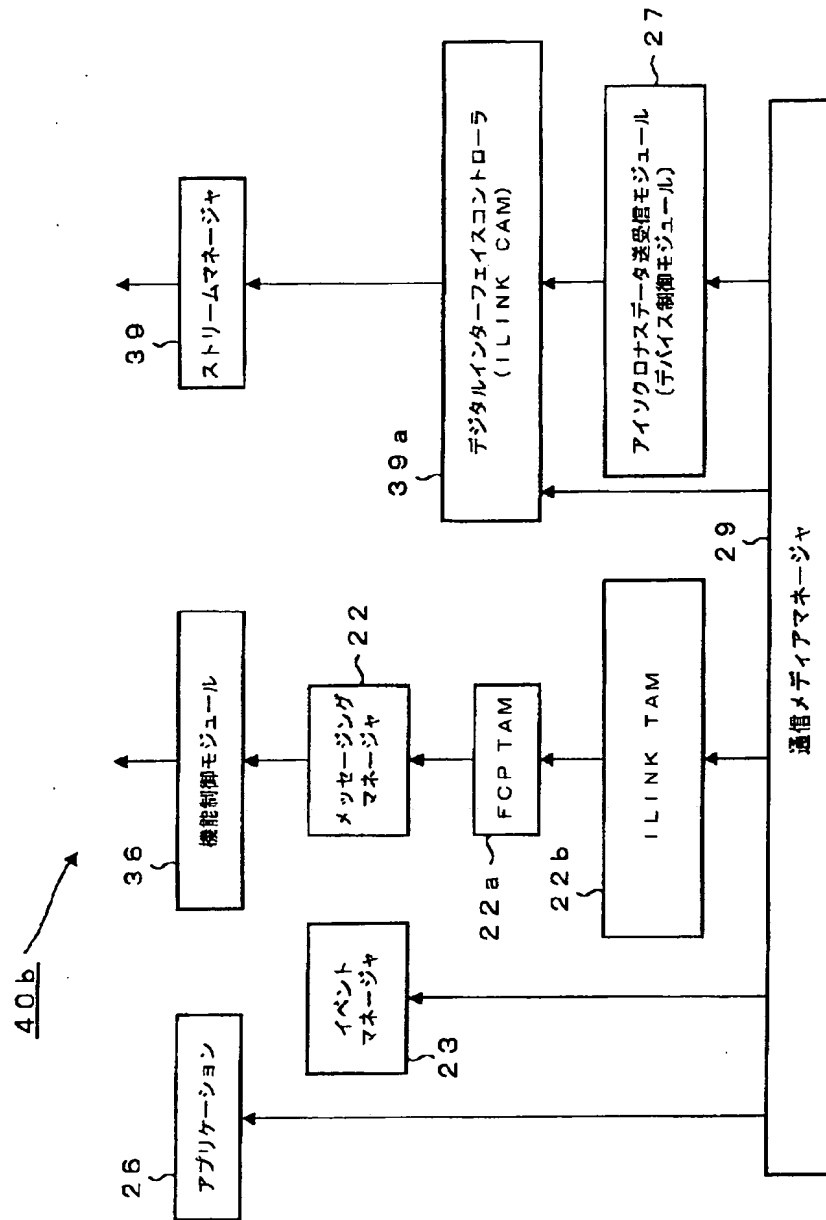 40b
26
アプリケーション
イベント
マネージャ
23
36
機能制御モジュール
メッセージング
マネージャ
22
FCP TAM
22a
ILINK TAM
22b
39
ストリームマネージャ
39a
デジタルインターフェイスコントローラ
(ILINK CAM)
アイソクロナスデータ送受信モジュール
(デバイス制御モジュール)
27
29
通信メディアマネージャ